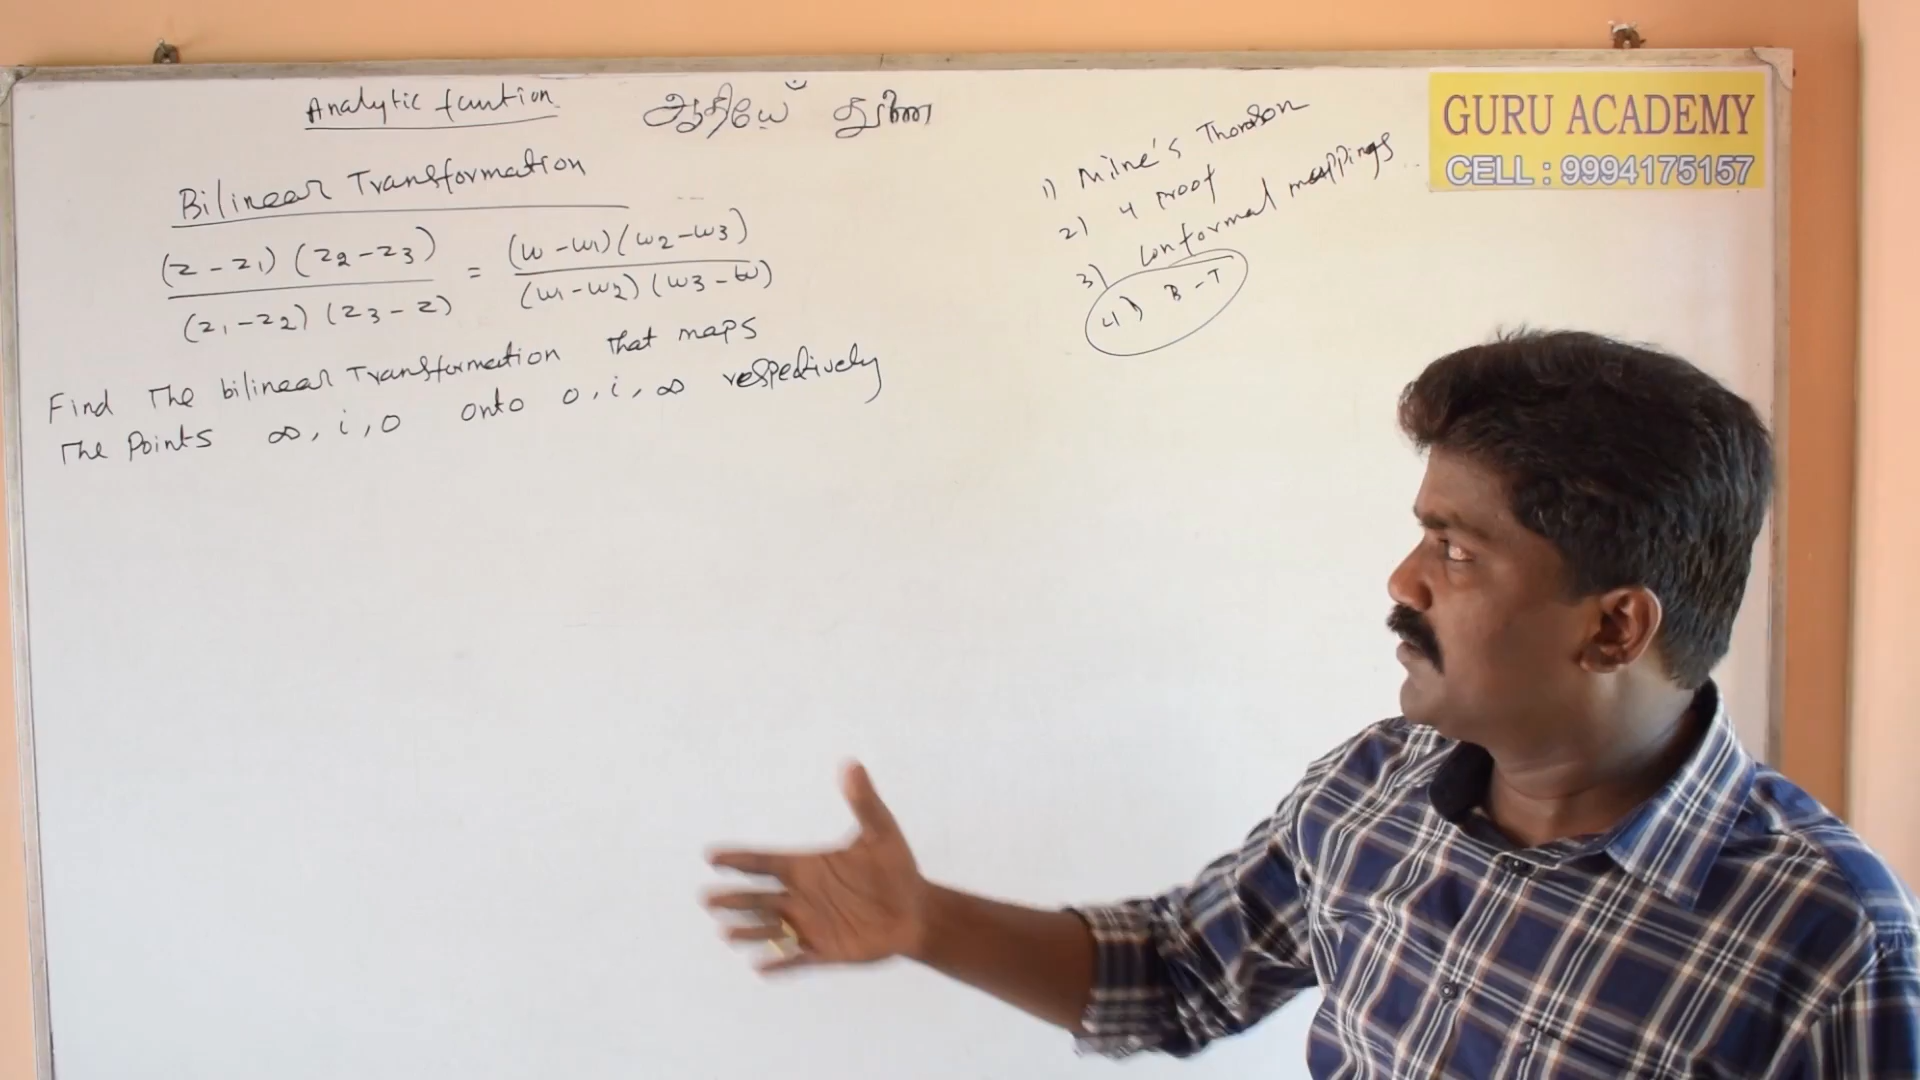 Analytic function
ஆதியே துணை
Bilinear Transformation
(z - z1) (z2 - z3) / (z1 - z2) (z3 - z) = (w - w1) (w2 - w3) / (w1 - w2) (w3 - w)
Find The bilinear Transformation That maps
The Points ∞, i, 0 onto 0, i, ∞ respectively
1) Milne's Thomson
2) 4 proof
3) Conformal mappings
4) B-T
GURU ACADEMY
CELL : 9994175157